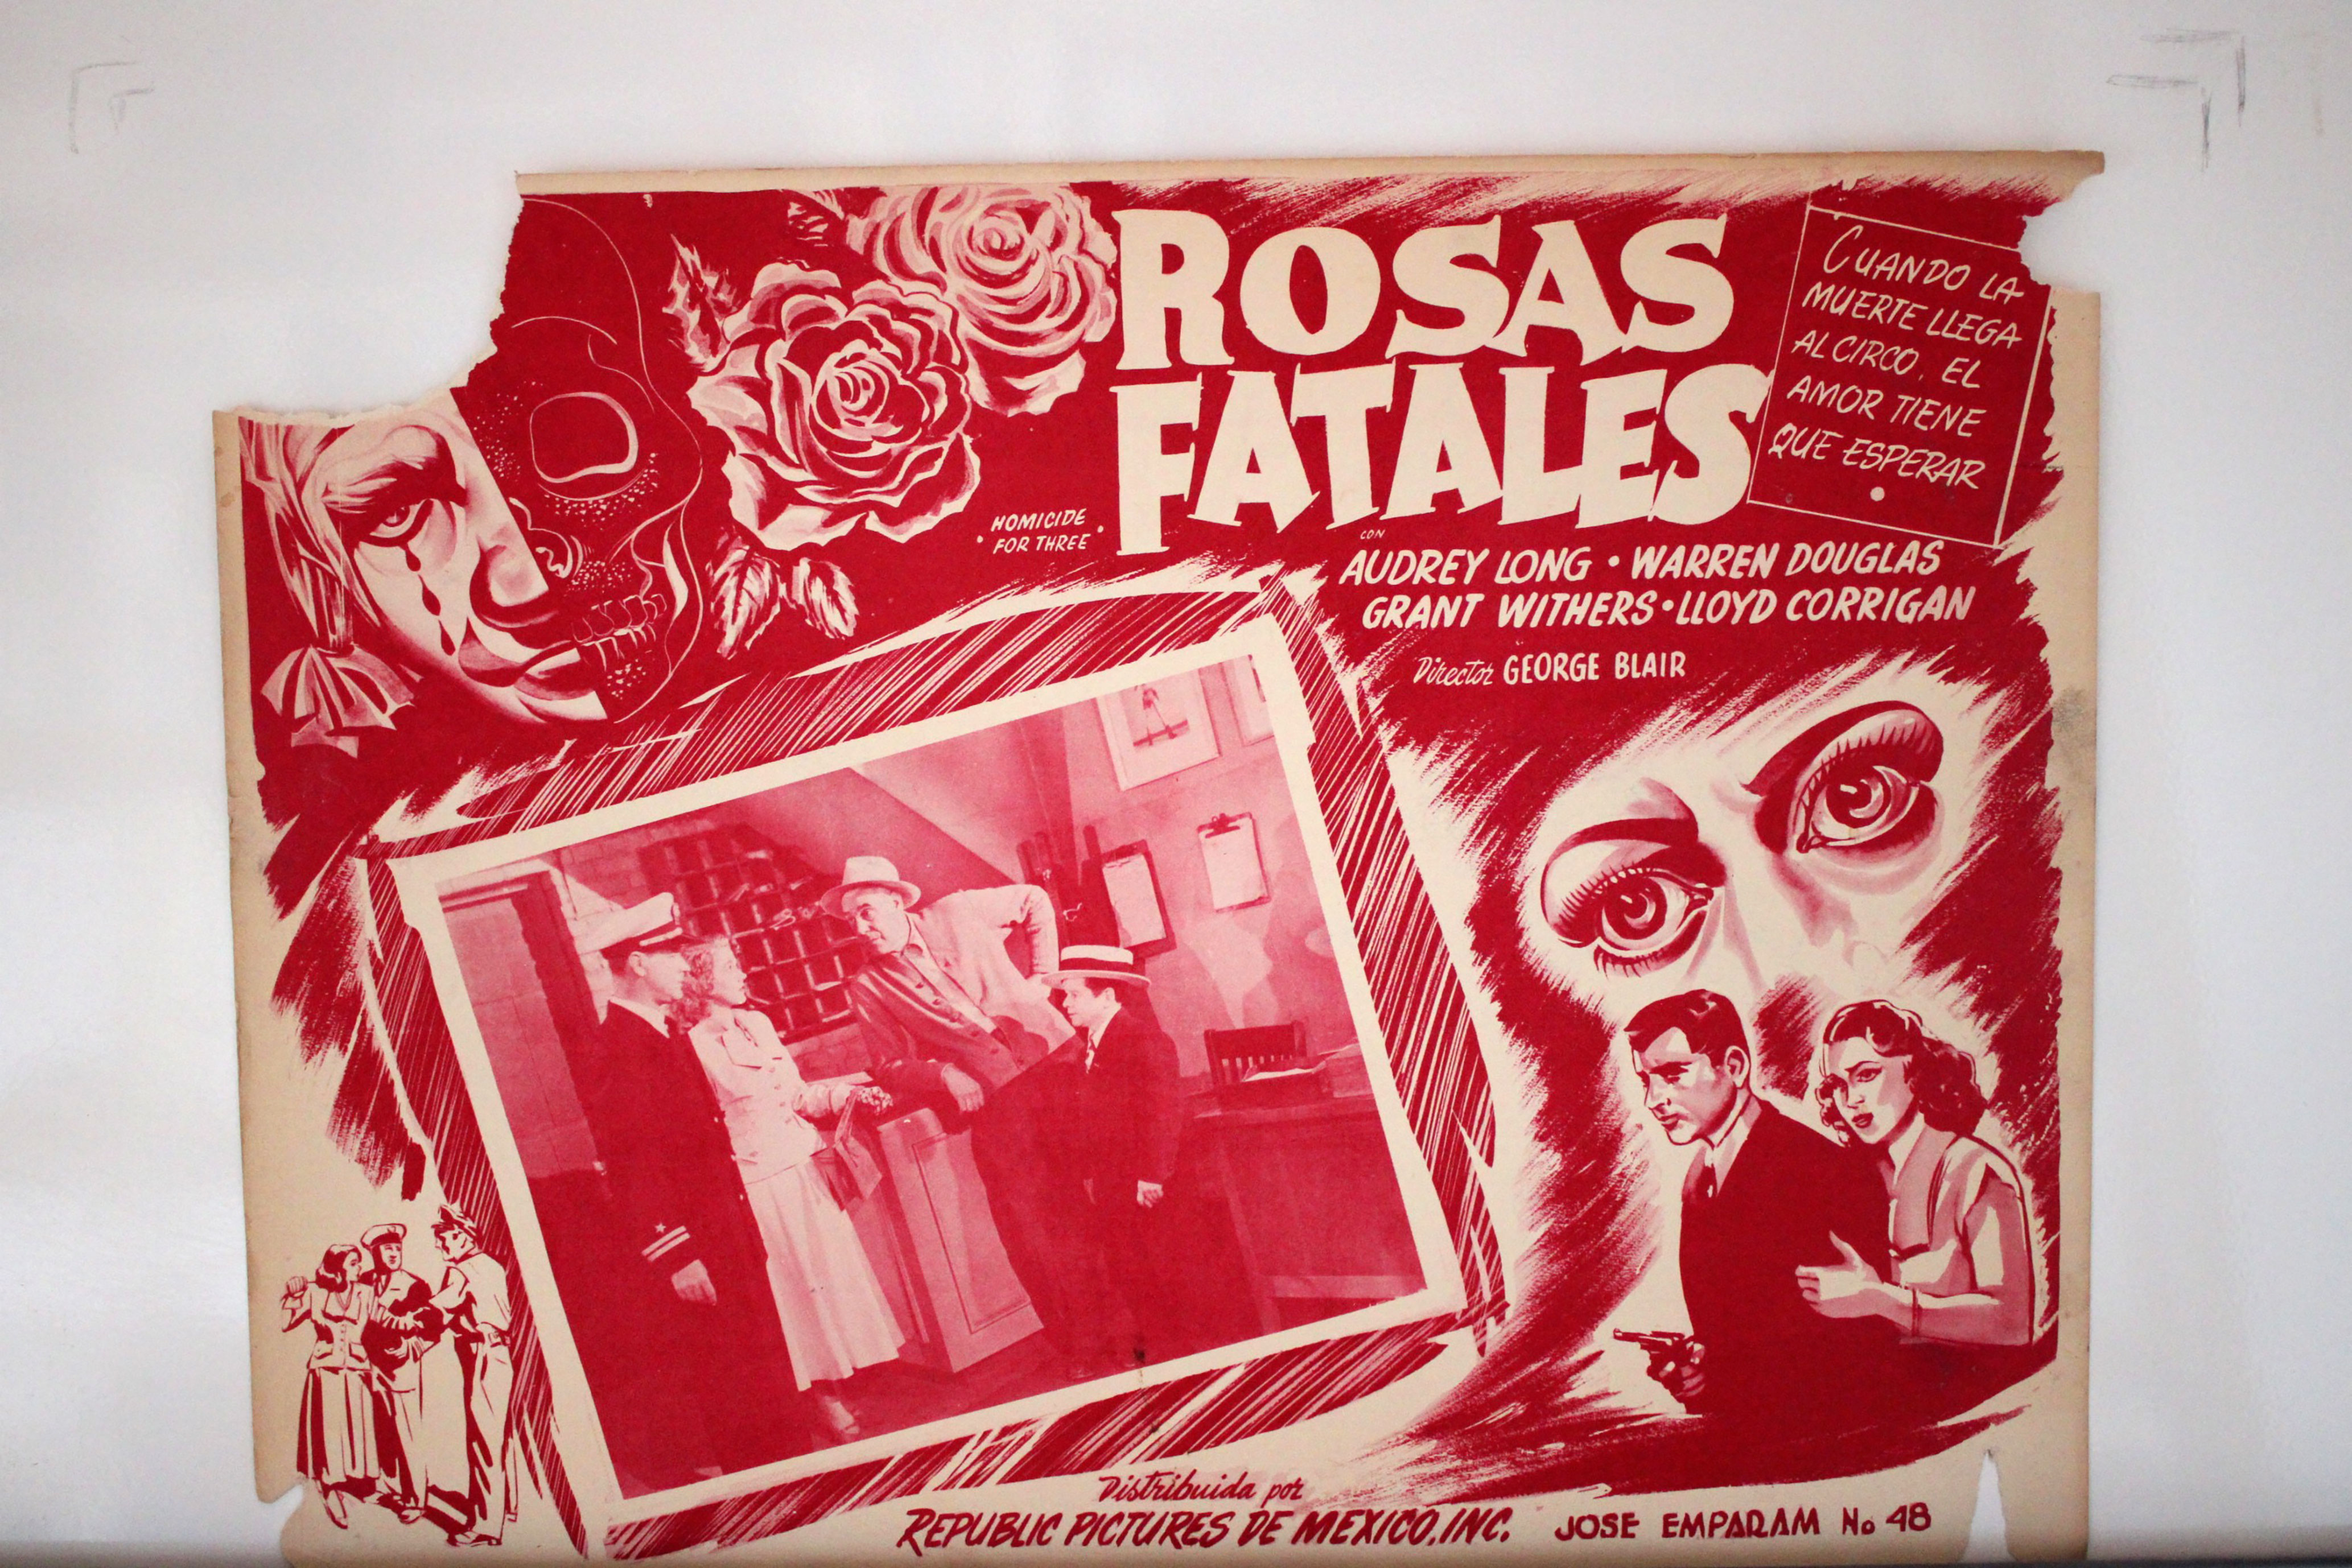 ROSAS
FATALES
CUANDO LA
MUERTE LLEGA
AL CIRCO, EL
AMOR TIENE
QUE ESPERAR
HOMICIDE
FOR THREE
CON
AUDREY LONG • WARREN DOUGLAS
GRANT WITHERS • LLOYD CORRIGAN
Director GEORGE BLAIR
Distribuida por
REPUBLIC PICTURES DE MEXICO, INC.
JOSE EMPARAM No 48